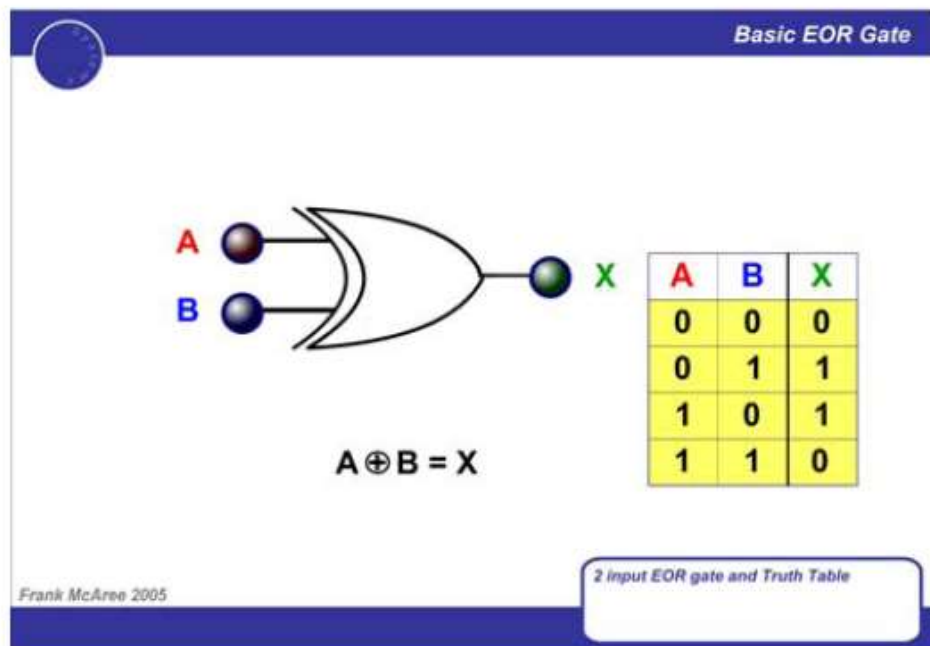 Basic EOR Gate
A
B
X
A ⊕ B = X
A B X
0 0 0
0 1 1
1 0 1
1 1 0
2 input EOR gate and Truth Table
Frank McAree 2005